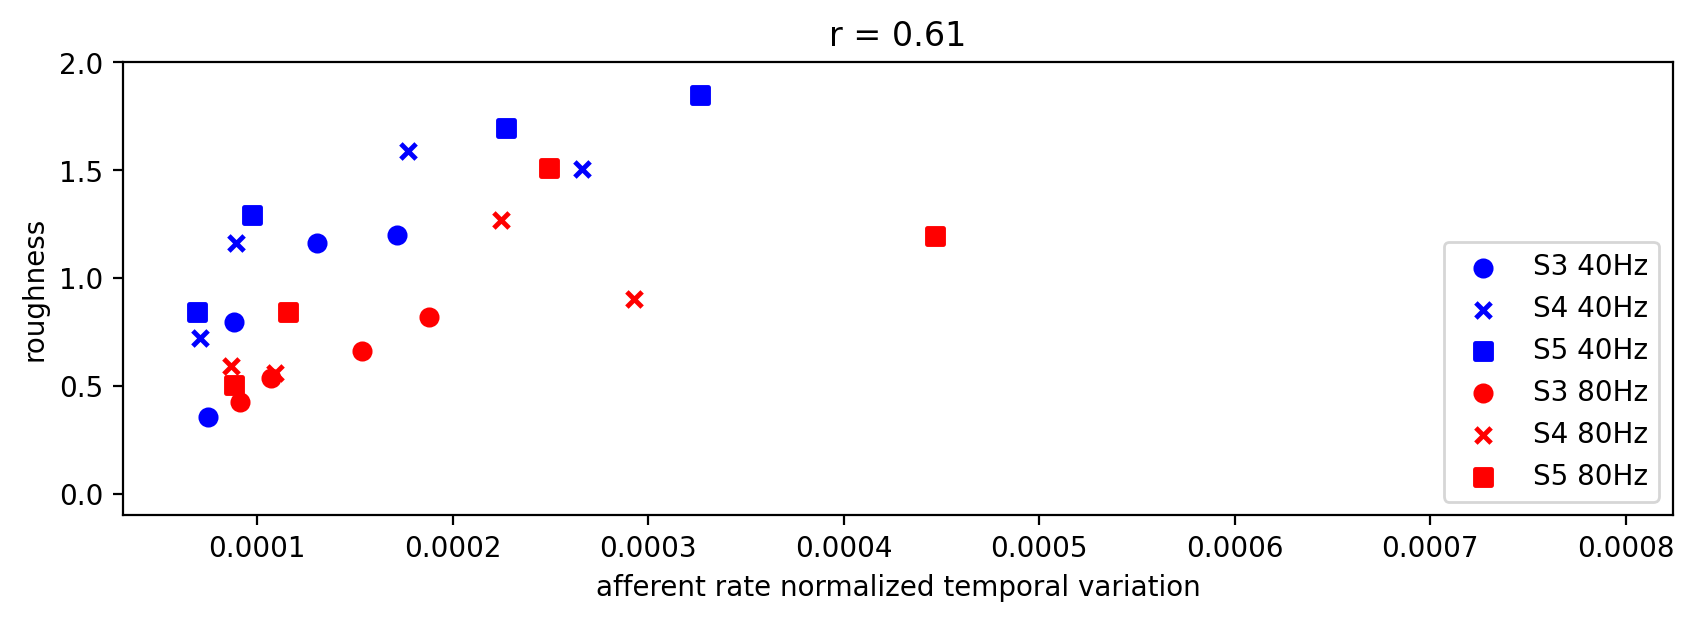 r = 0.61
2.0
1.5
1.0
0.5
0.0
roughness
0.0001 0.0002 0.0003 0.0004 0.0005 0.0006 0.0007 0.0008
afferent rate normalized temporal variation
S3 40Hz
S4 40Hz
S5 40Hz
S3 80Hz
S4 80Hz
S5 80Hz